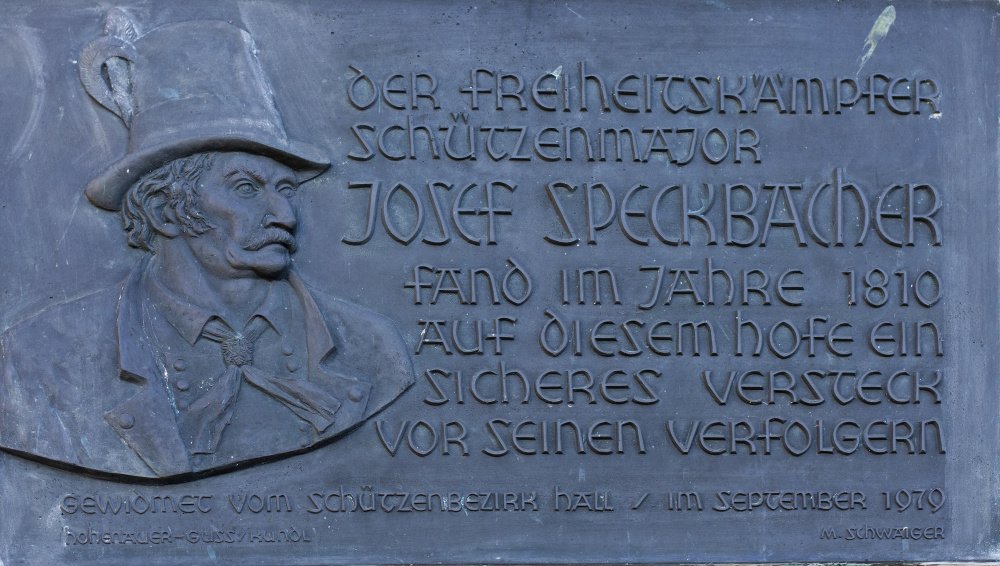 DER FREIHEITSKÄMPFER
SCHÜTZENMAJOR
JOSEF SPECKBACHER
FAND IM JAHRE 1810
AUF DIESEM HOFE EIN
SICHERES VERSTECK
VOR SEINEN VERFOLGERN
GEWIDMET VOM SCHÜTZENBEZIRK HALL / IM SEPTEMBER 1979
HOHENAUER-GUSS/KUNDL M. SCHWAIGER